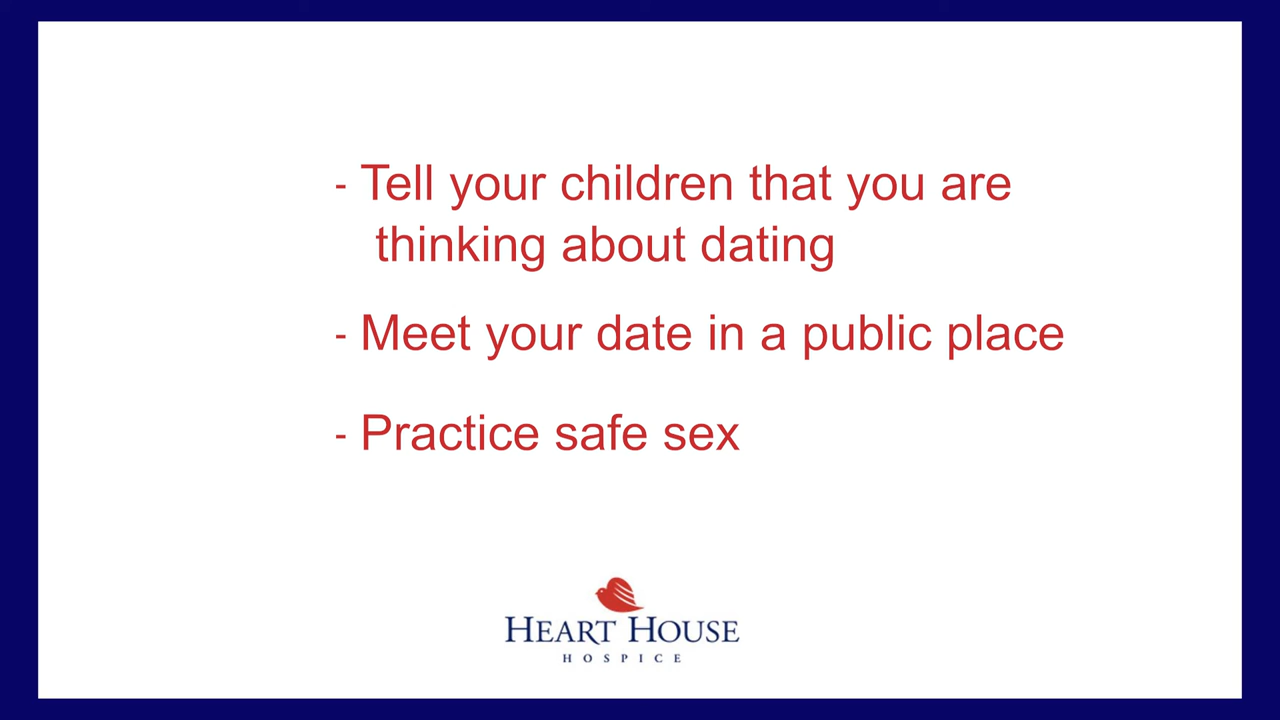 - Tell your children that you are
thinking about dating
- Meet your date in a public place
- Practice safe sex
HEART HOUSE
HOSPICE